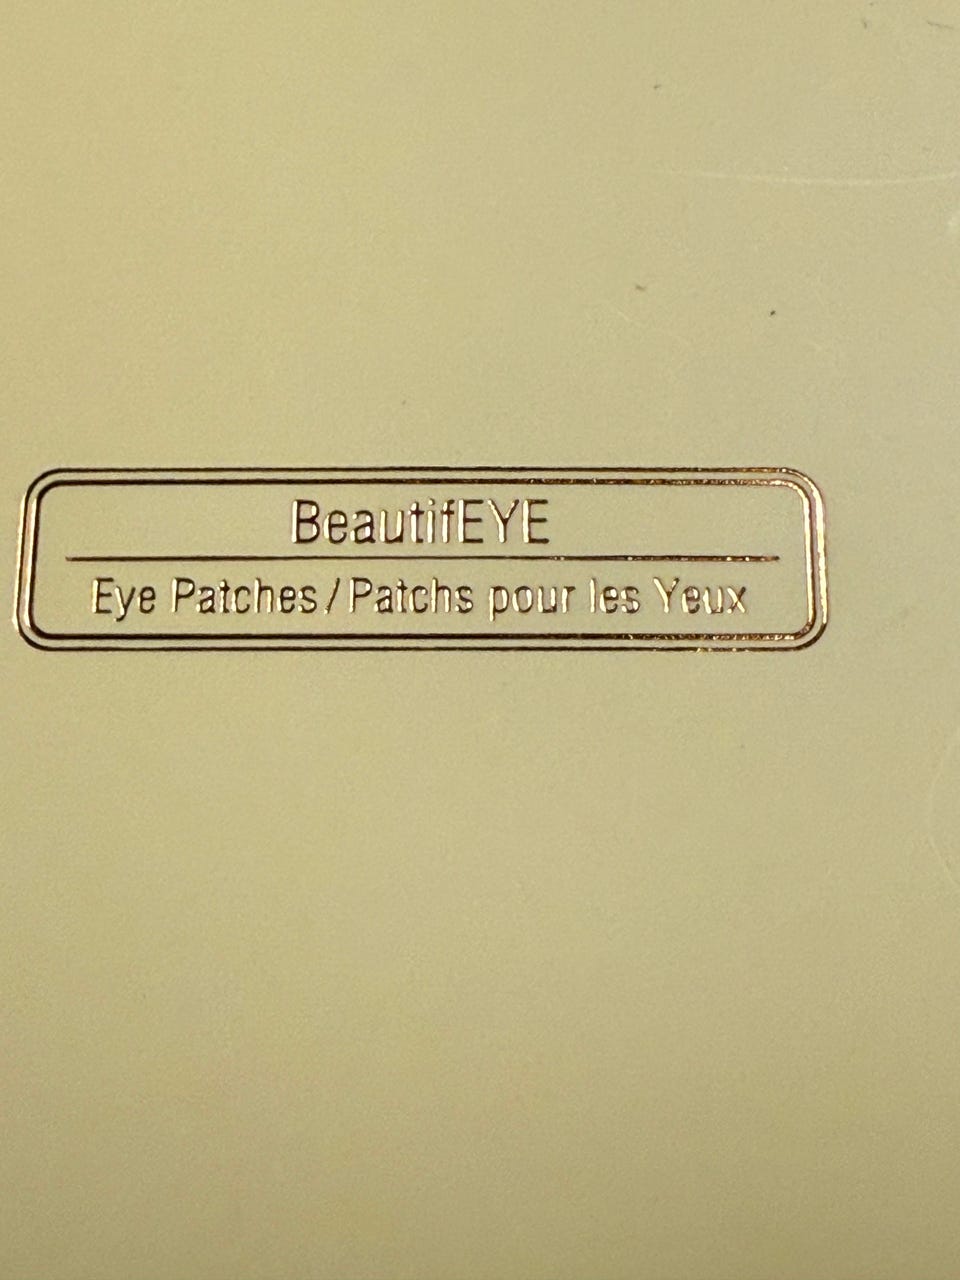 BeautifEYE
Eye Patches / Patchs pour les Yeux